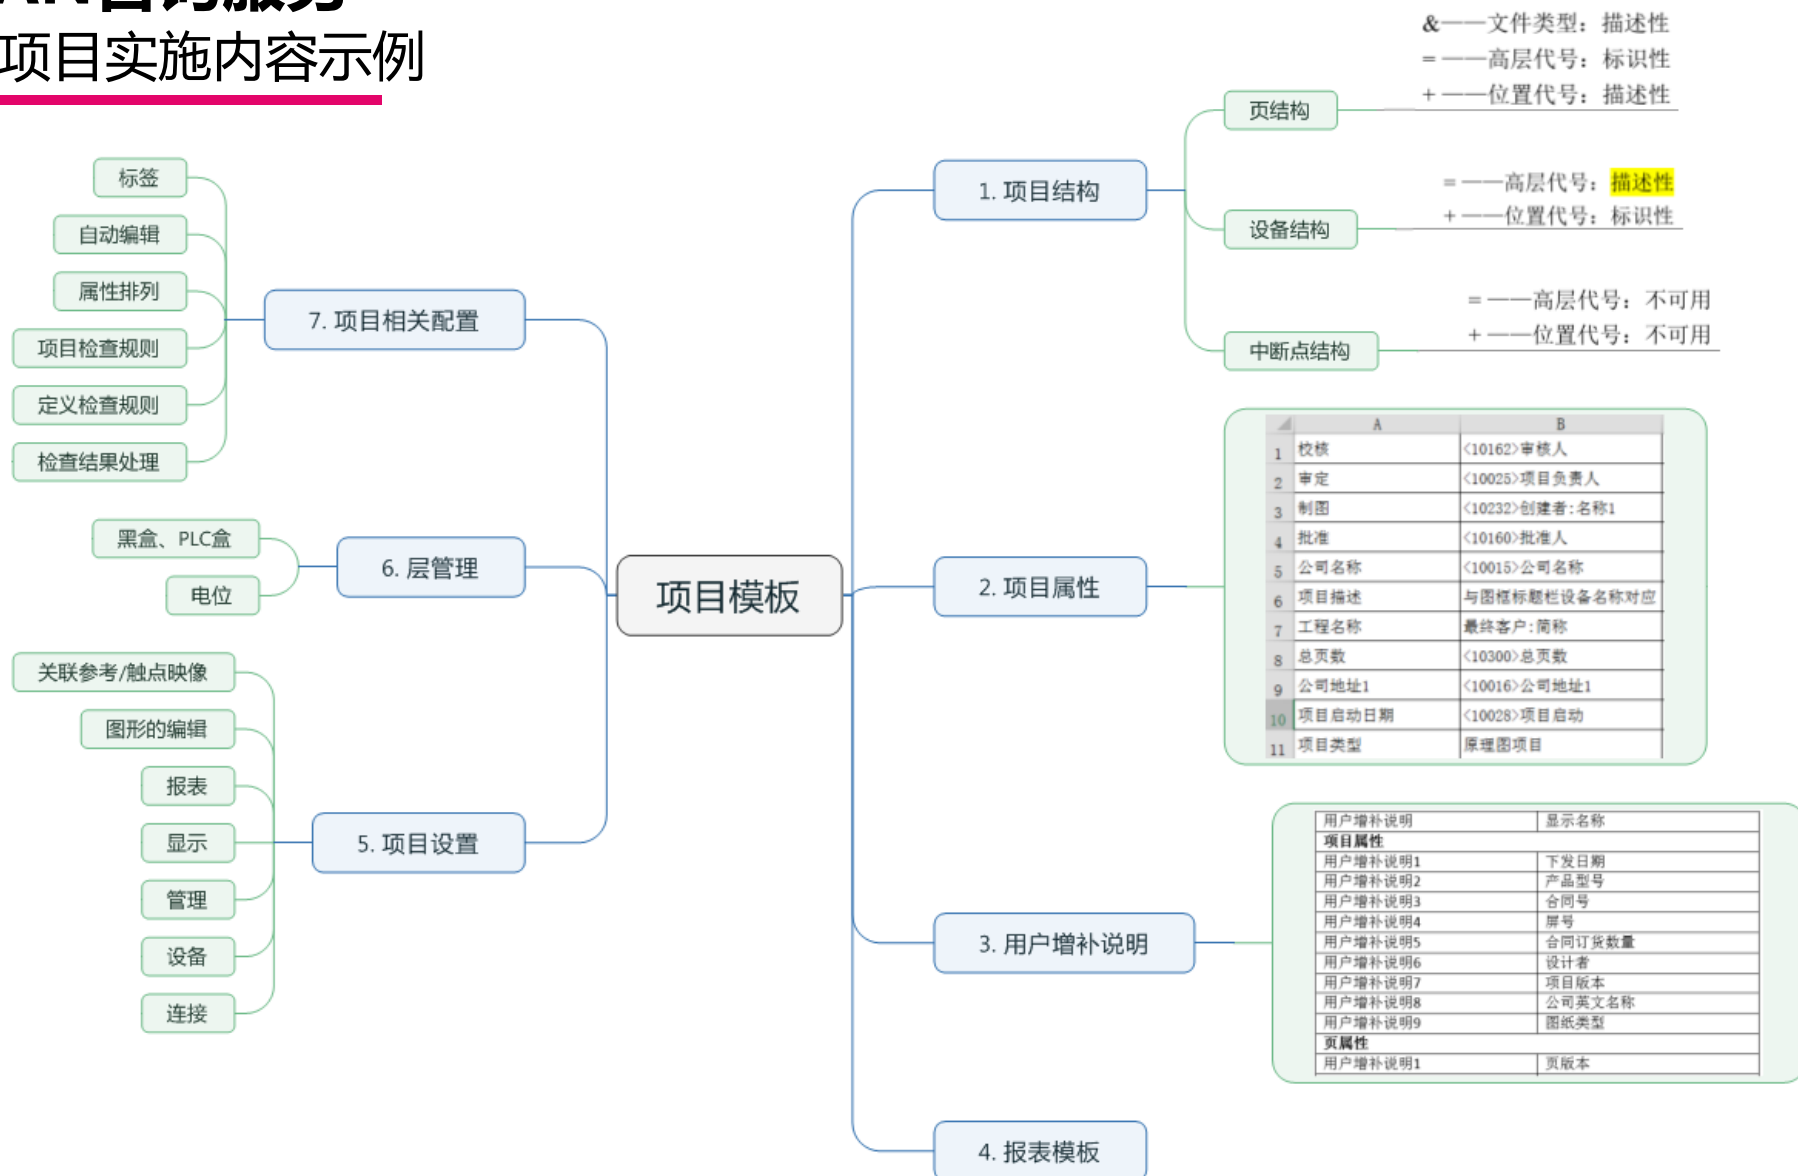 AN咨询服务
项目实施内容示例
&——文件类型：描述性
= ——高层代号：标识性
+ ——位置代号：描述性
页结构
1. 项目结构
= ——高层代号：描述性
+ ——位置代号：标识性
设备结构
= ——高层代号：不可用
+ ——位置代号：不可用
中断点结构
标签
自动编辑
属性排列
项目检查规则
定义检查规则
检查结果处理
7. 项目相关配置
黑盒、PLC盒
电位
6. 层管理
项目模板
2. 项目属性
A B
1 校核 <10162>审核人
2 审定 <10025>项目负责人
3 制图 <10232>创建者:名称1
4 批准 <10160>批准人
5 公司名称 <10015>公司名称
6 项目描述 与图框标题栏设备名称对应
7 工程名称 最终客户:简称
8 总页数 <10300>总页数
9 公司地址1 <10016>公司地址1
10 项目启动日期 <10028>项目启动
11 项目类型 原理图项目
关联参考/触点映像
图形的编辑
报表
显示
管理
设备
连接
5. 项目设置
3. 用户增补说明
用户增补说明 显示名称
项目属性
用户增补说明1 下发日期
用户增补说明2 产品型号
用户增补说明3 合同号
用户增补说明4 屏号
用户增补说明5 合同订货数量
用户增补说明6 设计者
用户增补说明7 项目版本
用户增补说明8 公司英文名称
用户增补说明9 图纸类型
页属性
用户增补说明1 页版本
4. 报表模板